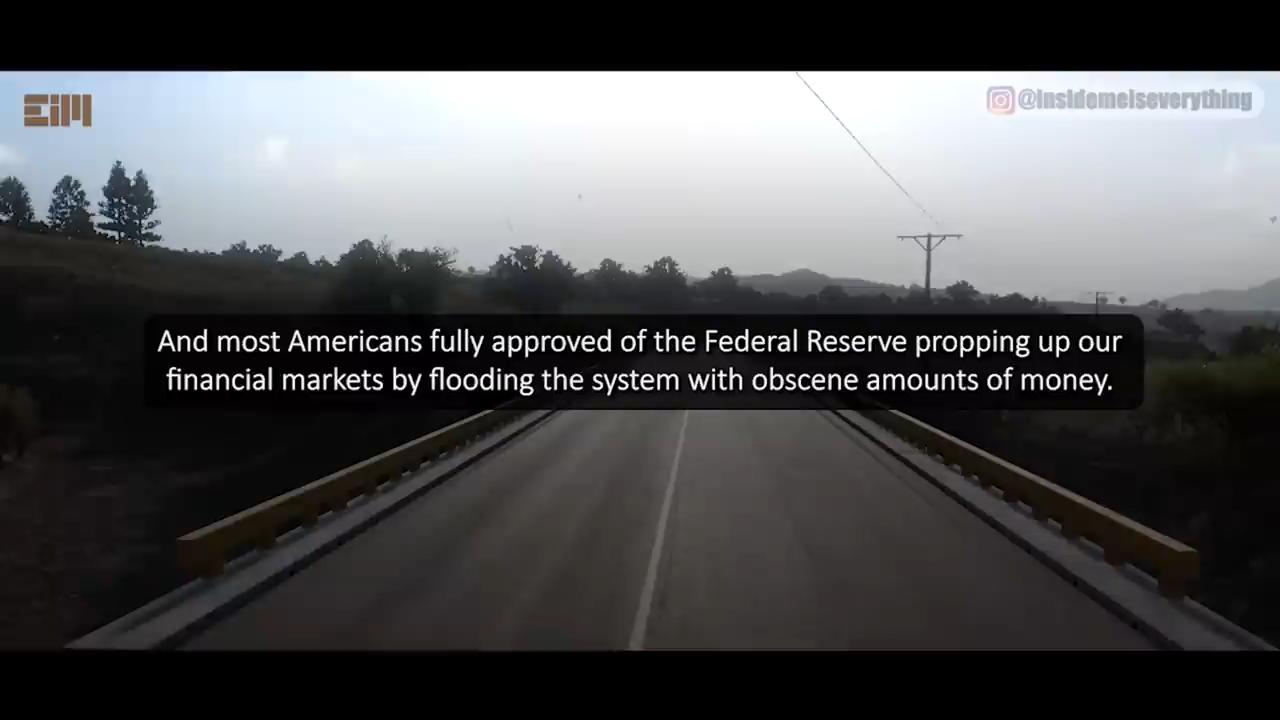 EiM
@insidemeiseverything
And most Americans fully approved of the Federal Reserve propping up our
financial markets by flooding the system with obscene amounts of money.